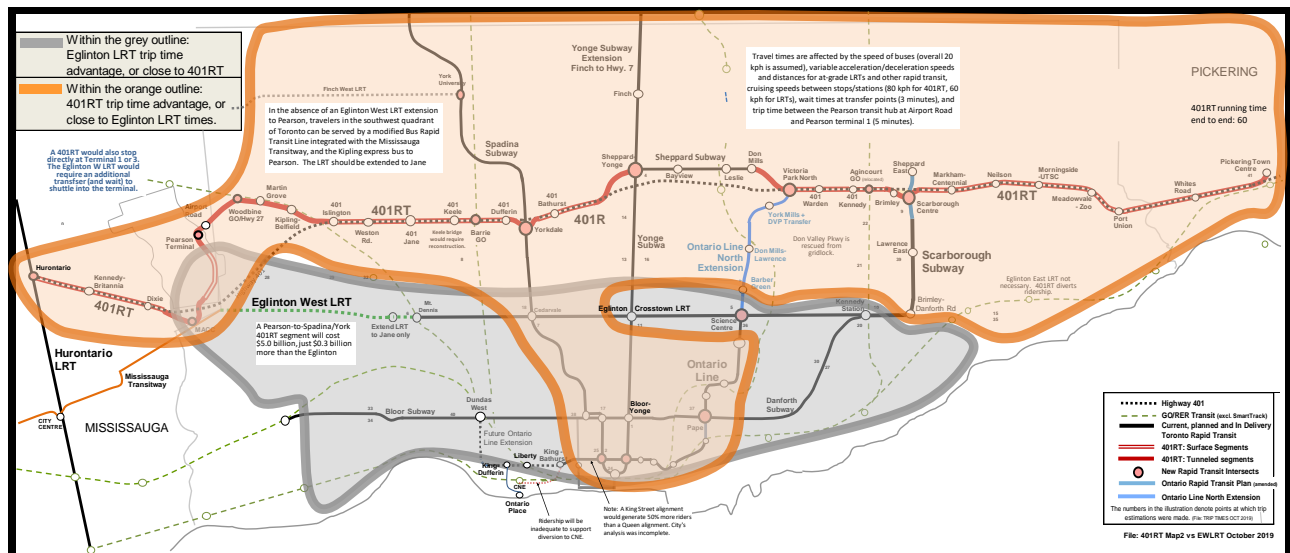 Within the grey outline:
Eglinton LRT trip time
advantage, or close to 401RT
Within the orange outline:
401RT trip time advantage, or
close to Eglinton LRT times.
A 401RT would also stop
directly at Terminal 1 or 3.
The Eglinton W LRT would
require an additional
transfser (and wait) to
shuttle into the terminal.
Finch West LRT
York
University
In the absence of an Eglinton West LRT extension
to Pearson, travelers in the southwest quadrant
of Toronto can be served by a modified Bus Rapid
Transit Line integrated with the Mississauga
Transitway, and the Kipling express bus to
Pearson. The LRT should be extended to Jane
Spadina
Subway
Yonge Subway
Extension
Finch to Hwy. 7
Finch
Travel times are affected by the speed of buses (overall 20
kph is assumed), variable acceleration/deceleration speeds
and distances for at-grade LRTs and other rapid transit,
cruising speeds between stops/stations (80 kph for 401RT, 60
kph for LRTs), wait times at transfer points (3 minutes), and
trip time between the Pearson transit hub at Airport Road
and Pearson terminal 1 (5 minutes).
PICKERING
401RT running time
end to end: 60
Sheppard
Yonge
Sheppard Subway
Bayview
Leslie
Don
Mills
Victoria
Park North
401
Warden
401
Kennedy
Agincourt
GO (relocated)
Brimley
Sheppard
East
Scarborough
Centre
Markham-
Centennial
Neilson
Morningside
-UTSC
Meadowvale
- Zoo
Port
Union
Whites
Road
Pickering Town
Centre
Airport
Road
Woodbine
GO/Hwy 27
Martin
Grove
Kipling-
Belfield
401
Islington
401RT
Weston
Rd.
401
Jane
401
Keele
Keele bridge
would require
reconstruction.
Barrie
GO
401
Dufferin
Yorkdale
401
Bathurst
401R
Pearson
Terminal
Hurontario
Kennedy-
Britannia
401RT
Dixie
MACC
York Mills +
DVP Transfer
Don Valley Pkwy is
rescued from
gridlock.
Ontario Line
North
Extension
Don Mills-
Lawrence
Barber
Green
Lawrence
East
Scarborough
Subway
Yonge
Subwa
Eglinton East LRT not
necessary. 401RT diverts
ridership.
Brimley-
Danforth Rd
Kennedy
Station
Eglinton West LRT
Mt.
Dennis
Extend LRT
to Jane only
Cedarvale
Eglinton
Crosstown LRT
Science
Centre
A Pearson-to-Spadina/York
401RT segment will cost
$5.0 billion, just $0.3 billion
more than the Eglinton
Hurontario
LRT
Mississauga
Transitway
CITY
CENTRE
MISSISSAUGA
Bloor Subway
Dundas
West
Future Ontario
Line Extension
Bloor-
Yonge
Ontario
Line
Pape
Danforth
Subway
King-
Dufferin
Liberty
King -
Bathurst
CNE
Ontario
Place
Ridership will be
inadequate to support
diversion to CNE.
Note: A King Street alignment
would generate 50% more riders
than a Queen alignment. City's
analysis was incomplete.
Highway 401
GO/RER Transit (excl. SmartTrack)
Current, planned and In Delivery
Toronto Rapid Transit
401RT: Surface Segments
401RT: Tunneled segments
New Rapid Transit Intersects
Ontario Rapid Transit Plan (amended)
Ontario Line North Extension
The numbers in the illustration denote points at which trip
estimations were made. (File: TRIP TIMES OCT 2019)
File: 401RT Map2 vs EWLRT October 2019